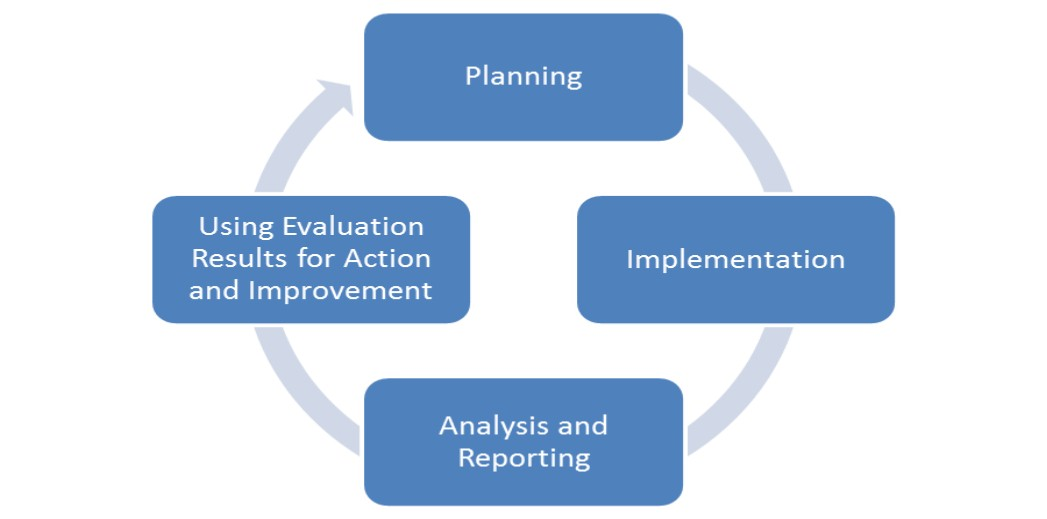 Planning
Implementation
Analysis and
Reporting
Using Evaluation
Results for Action
and Improvement